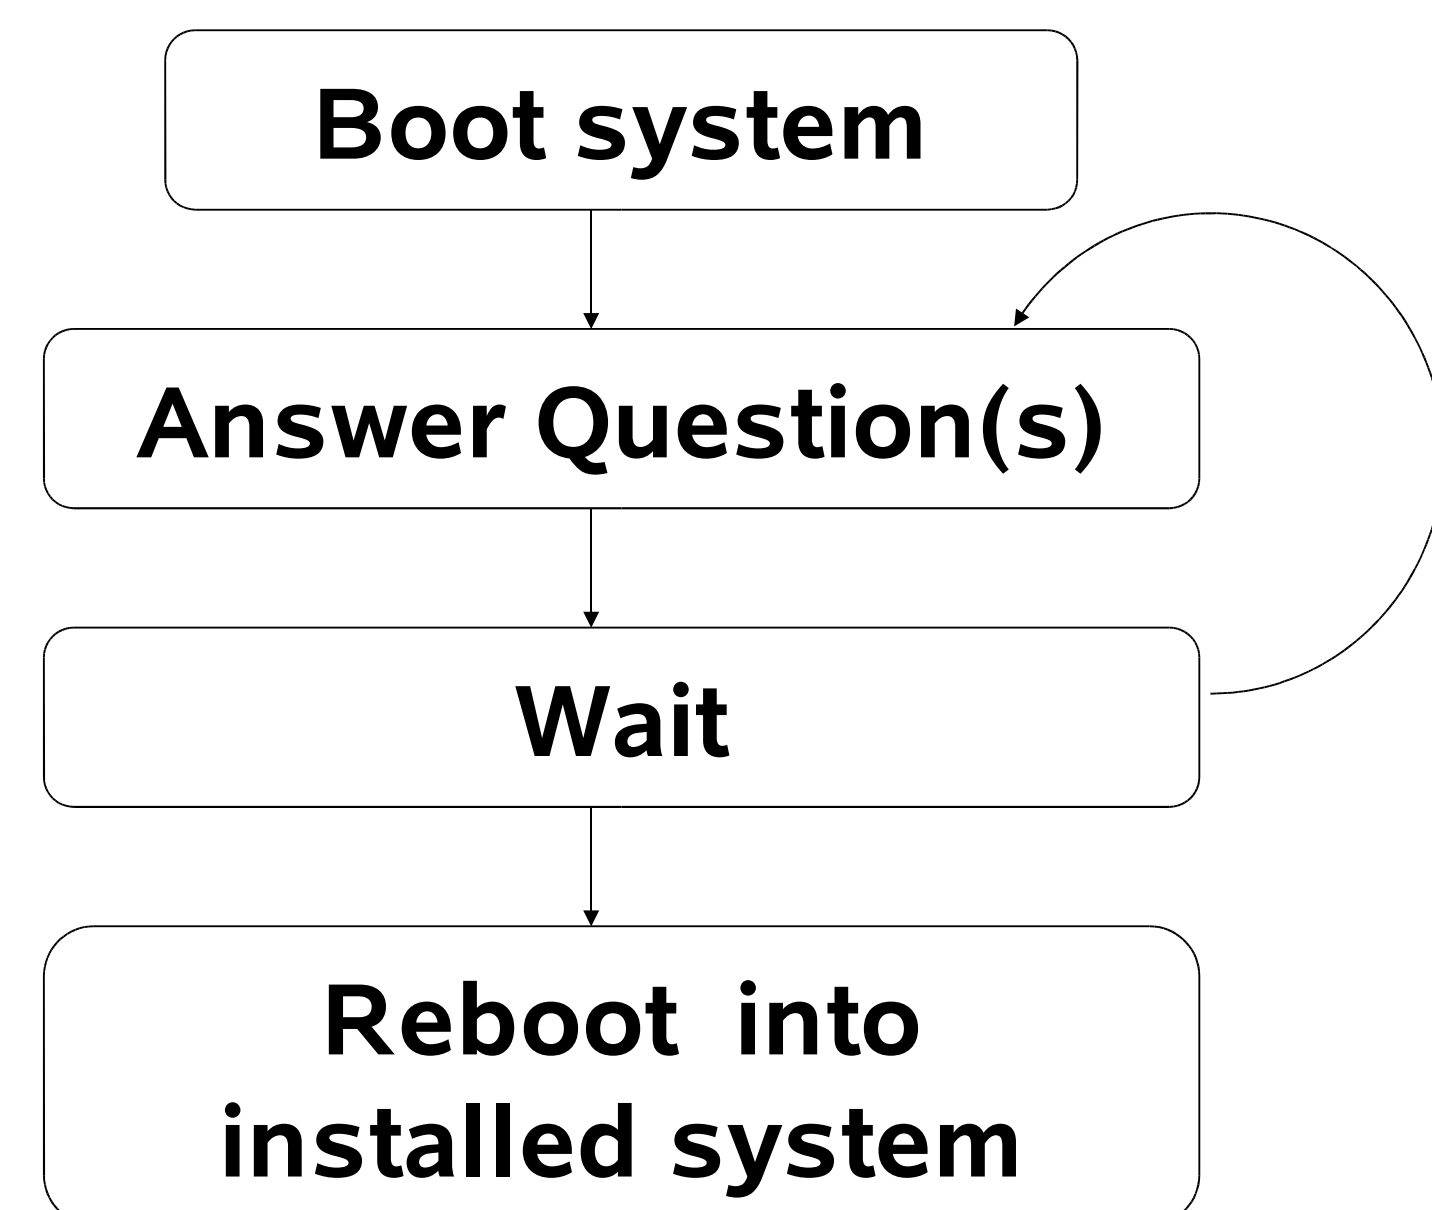 Boot system
Answer Question(s)
Wait
Reboot  into
installed system